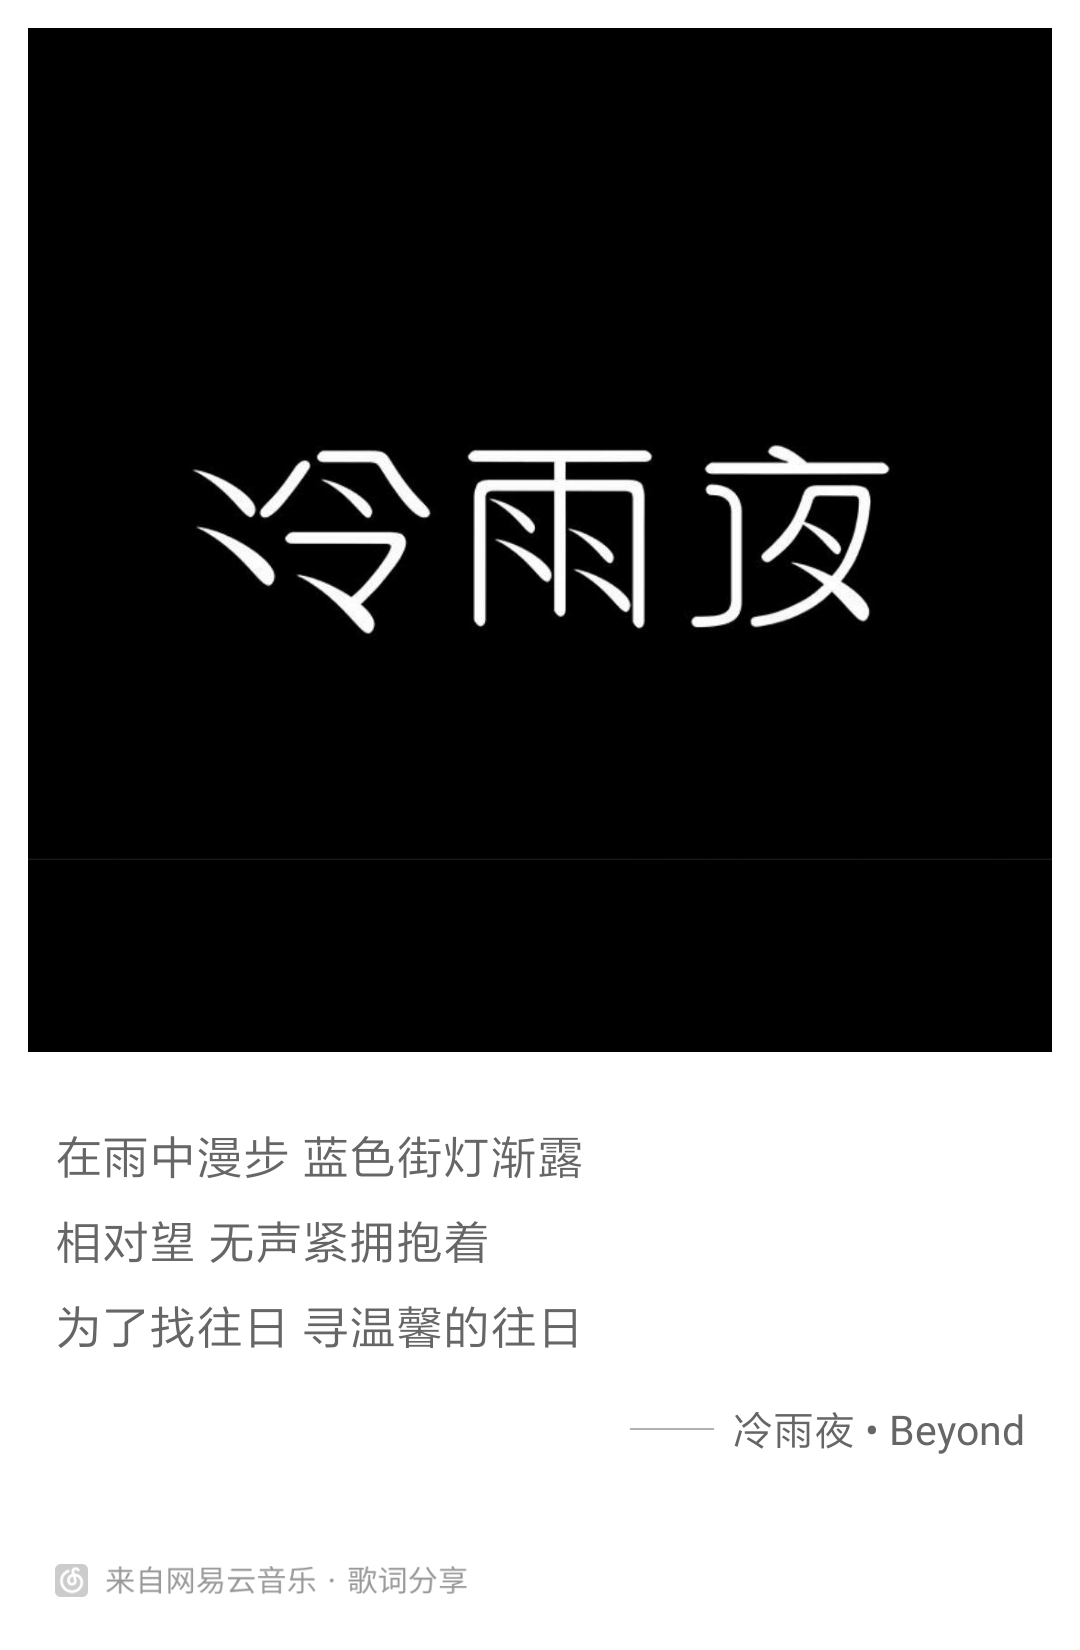 冷雨夜
在雨中漫步 蓝色街灯渐露
相对望 无声紧拥抱着
为了找往日 寻温馨的往日
—— 冷雨夜 • Beyond
来自网易云音乐 · 歌词分享